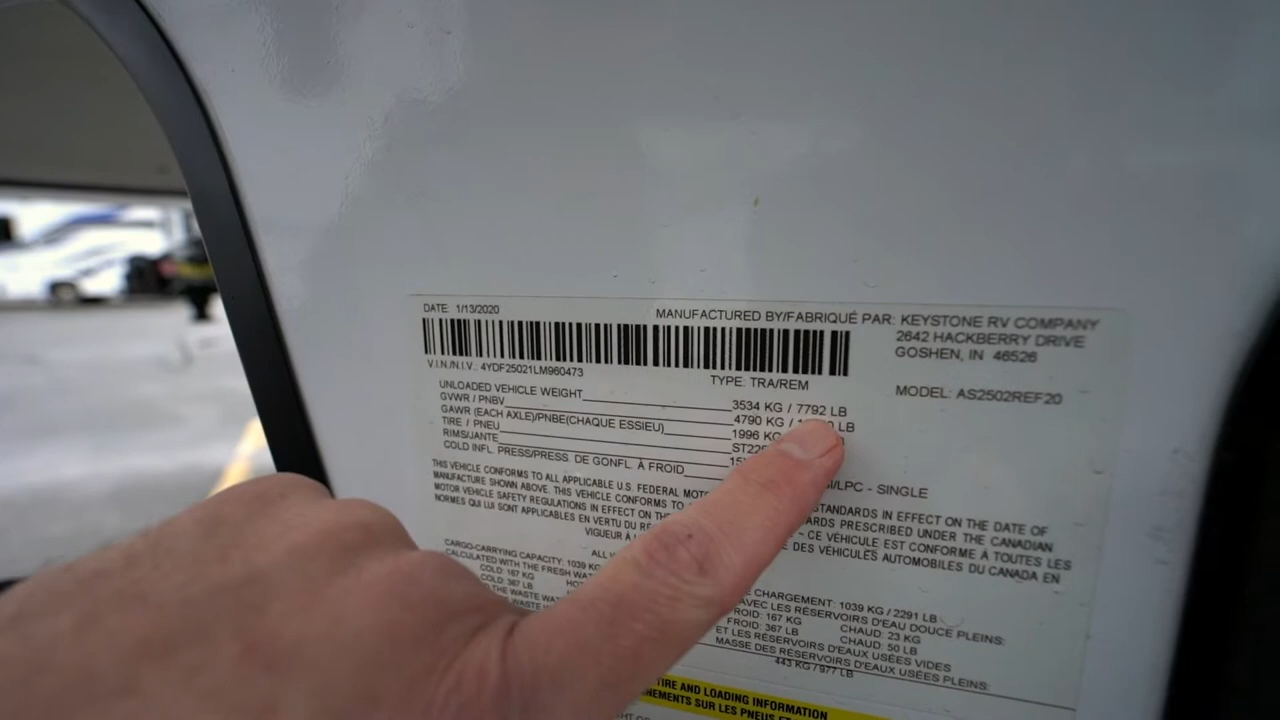 DATE: 1/13/2020
MANUFACTURED BY/FABRIQUÉ PAR: KEYSTONE RV COMPANY
2642 HACKBERRY DRIVE
GOSHEN, IN 46526
V.I.N./N.I.V.: 4YDF25021LM960473
TYPE: TRA/REM
MODEL: AS2502REF20
UNLOADED VEHICLE WEIGHT 3534 KG / 7792 LB
GVWR / PNBV 4790 KG / LB
GAWR (EACH AXLE)/PNBE(CHAQUE ESSIEU) 1996 KG
TIRE / PNEU
RIMS/JANTE
COLD INFL. PRESS/PRESS. DE GONFL. À FROID
/LPC - SINGLE
THIS VEHICLE CONFORMS TO ALL APPLICABLE U.S. FEDERAL STANDARDS IN EFFECT ON THE DATE OF
MANUFACTURE SHOWN ABOVE. THIS VEHICLE CONFORMS TO PRESCRIBED UNDER THE CANADIAN
MOTOR VEHICLE SAFETY REGULATIONS IN EFFECT ON THE - CE VÉHICULE EST CONFORME À TOUTES LES
NORMES QUI LUI SONT APPLICABLES EN VERTU DU DES VÉHICULES AUTOMOBILES DU CANADA EN
VIGUEUR À
CARGO-CARRYING CAPACITY: 1039 KG
CALCULATED WITH THE FRESH
COLD: 167 KG
COLD: 367 LB
THE WASTE
CHARGEMENT: 1039 KG / 2291 LB
AVEC LES RÉSERVOIRS D'EAU DOUCE PLEINS:
FROID: 167 KG CHAUD: 23 KG
FROID: 367 LB CHAUD: 50 LB
ET LES RÉSERVOIRS D'EAUX USÉES VIDES
MASSE DES RÉSERVOIRS D'EAUX USÉES PLEINS:
443 KG / 977 LB
TIRE AND LOADING INFORMATION
SUR LES PNEUS ET